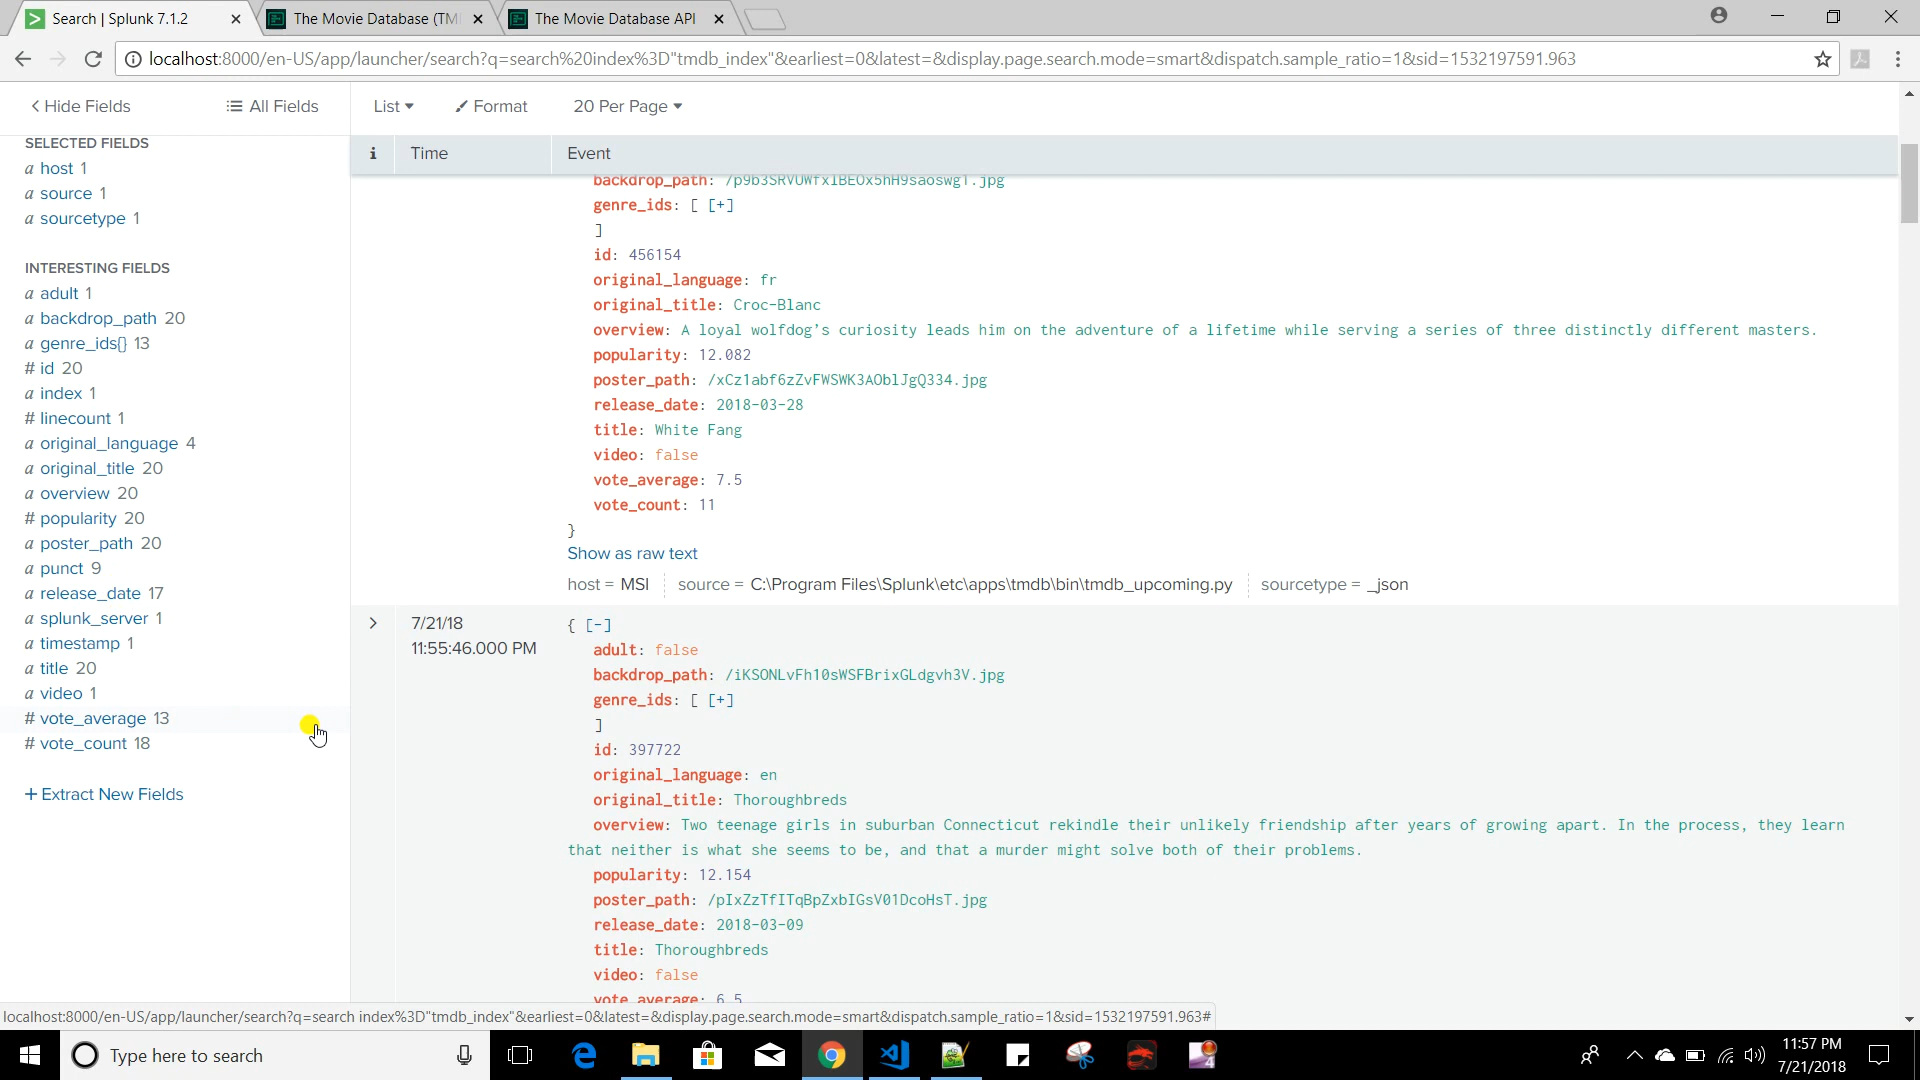 Search | Splunk 7.1.2
The Movie Database (TM
The Movie Database API
localhost:8000/en-US/app/launcher/search?q=search%20index%3D"tmdb_index"&earliest=0&latest=&display.page.search.mode=smart&dispatch.sample_ratio=1&sid=1532197591.963
Hide Fields
All Fields
List
Format
20 Per Page
SELECTED FIELDS
a host 1
a source 1
a sourcetype 1
INTERESTING FIELDS
a adult 1
a backdrop_path 20
a genre_ids{} 13
# id 20
a index 1
# linecount 1
a original_language 4
a original_title 20
a overview 20
# popularity 20
a poster_path 20
a punct 9
a release_date 17
a splunk_server 1
a timestamp 1
a title 20
a video 1
# vote_average 13
# vote_count 18
+ Extract New Fields
i Time Event
backdrop_path:
genre_ids: [ [+]
]
id: 456154
original_language: fr
original_title: Croc-Blanc
overview: A loyal wolfdog’s curiosity leads him on the adventure of a lifetime while serving a series of three distinctly different masters.
popularity: 12.082
poster_path: /xCz1abf6zZvFWSWK3AOblJgQ334.jpg
release_date: 2018-03-28
title: White Fang
video: false
vote_average: 7.5
vote_count: 11
}
Show as raw text
host = MSI source = C:\Program Files\Splunk\etc\apps\tmdb\bin\tmdb_upcoming.py sourcetype = _json
7/21/18
11:55:46.000 PM
{ [-]
adult: false
backdrop_path: /iKSONLvFh10sWSFBrixGLdgvh3V.jpg
genre_ids: [ [+]
]
id: 397722
original_language: en
original_title: Thoroughbreds
overview: Two teenage girls in suburban Connecticut rekindle their unlikely friendship after years of growing apart. In the process, they learn
that neither is what she seems to be, and that a murder might solve both of their problems.
popularity: 12.154
poster_path: /pIxZzTfITqBpZxbIGsV01DcoHsT.jpg
release_date: 2018-03-09
title: Thoroughbreds
video: false
vote_average: 6.5
localhost:8000/en-US/app/launcher/search?q=search index%3D"tmdb_index"&earliest=0&latest=&display.page.search.mode=smart&dispatch.sample_ratio=1&sid=1532197591.963#
Type here to search
11:57 PM
7/21/2018